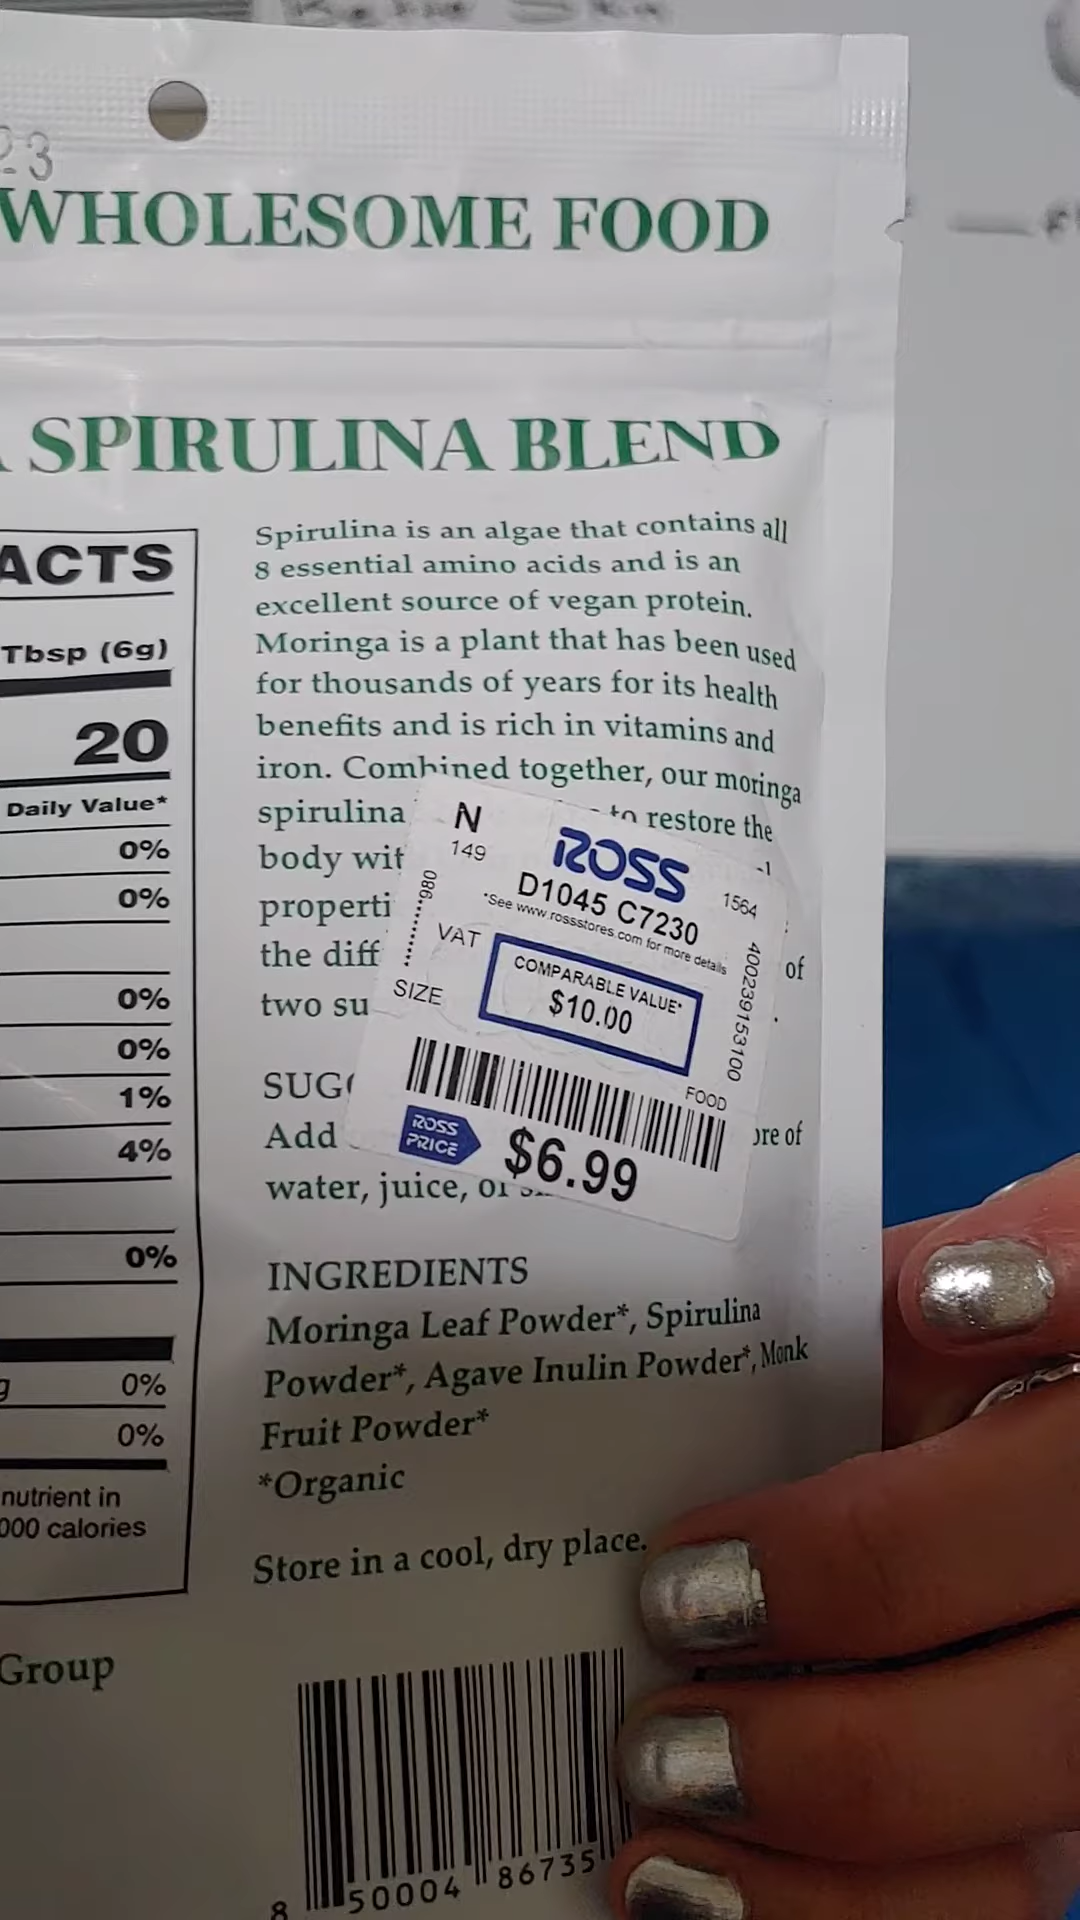 23
WHOLESOME FOOD
SPIRULINA BLEND
ACTS
Tbsp (6g)
20
Daily Value*
0%
0%
0%
0%
1%
4%
0%
0%
0%
nutrient in
000 calories
Group
Spirulina is an algae that contains all
8 essential amino acids and is an
excellent source of vegan protein.
Moringa is a plant that has been used
for thousands of years for its health
benefits and is rich in vitamins and
iron. Combined together, our moringa
spirulina to restore the
body wit
properti
the diff of
two su
SUG
Add ore of
water, juice, or
N
149
ROSS
1564
D1045 C7230
*See www.rossstores.com for more details
980
VAT
SIZE
COMPARABLE VALUE*
$10.00
400239153100
FOOD
ROSS
PRICE
$6.99
INGREDIENTS
Moringa Leaf Powder*, Spirulina
Powder*, Agave Inulin Powder*, Monk
Fruit Powder*
*Organic
Store in a cool, dry place.
8 50004 86735